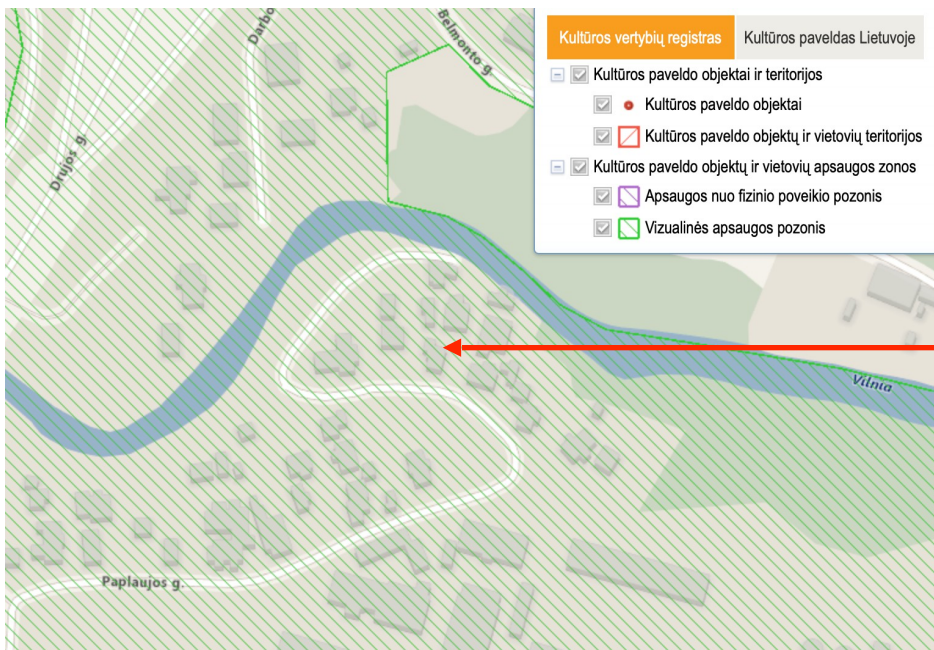 Kultūros vertybių registras
Kultūros paveldas Lietuvoje
Kultūros paveldo objektai ir teritorijos
Kultūros paveldo objektai
Kultūros paveldo objektų ir vietovių teritorijos
Kultūros paveldo objektų ir vietovių apsaugos zonos
Apsaugos nuo fizinio poveikio pozonis
Vizualinės apsaugos pozonis
Darbo
Belmonto g.
Drujos g.
Vilnia
Paplaujos g.